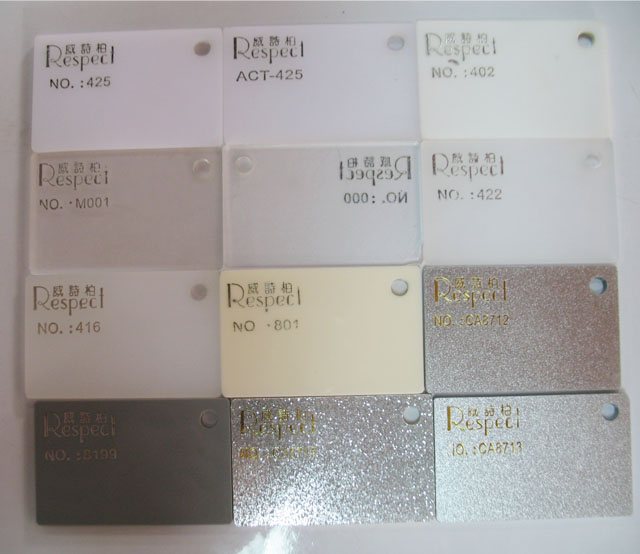 威詩柏
Respect
NO.:425
威詩柏
Respect
ACT-425
威詩柏
Respect
NO.:402
威詩柏
Respect
NO.·M001
威詩柏
Respect
NO.:000
威詩柏
Respect
NO.:422
威詩柏
Respect
NO.:416
威詩柏
Respect
NO·801
威詩柏
Respect
NO.:CA8712
威詩柏
Respect
NO.:8199
威詩柏
Respect
威詩柏
Respect
NO.:CA8713